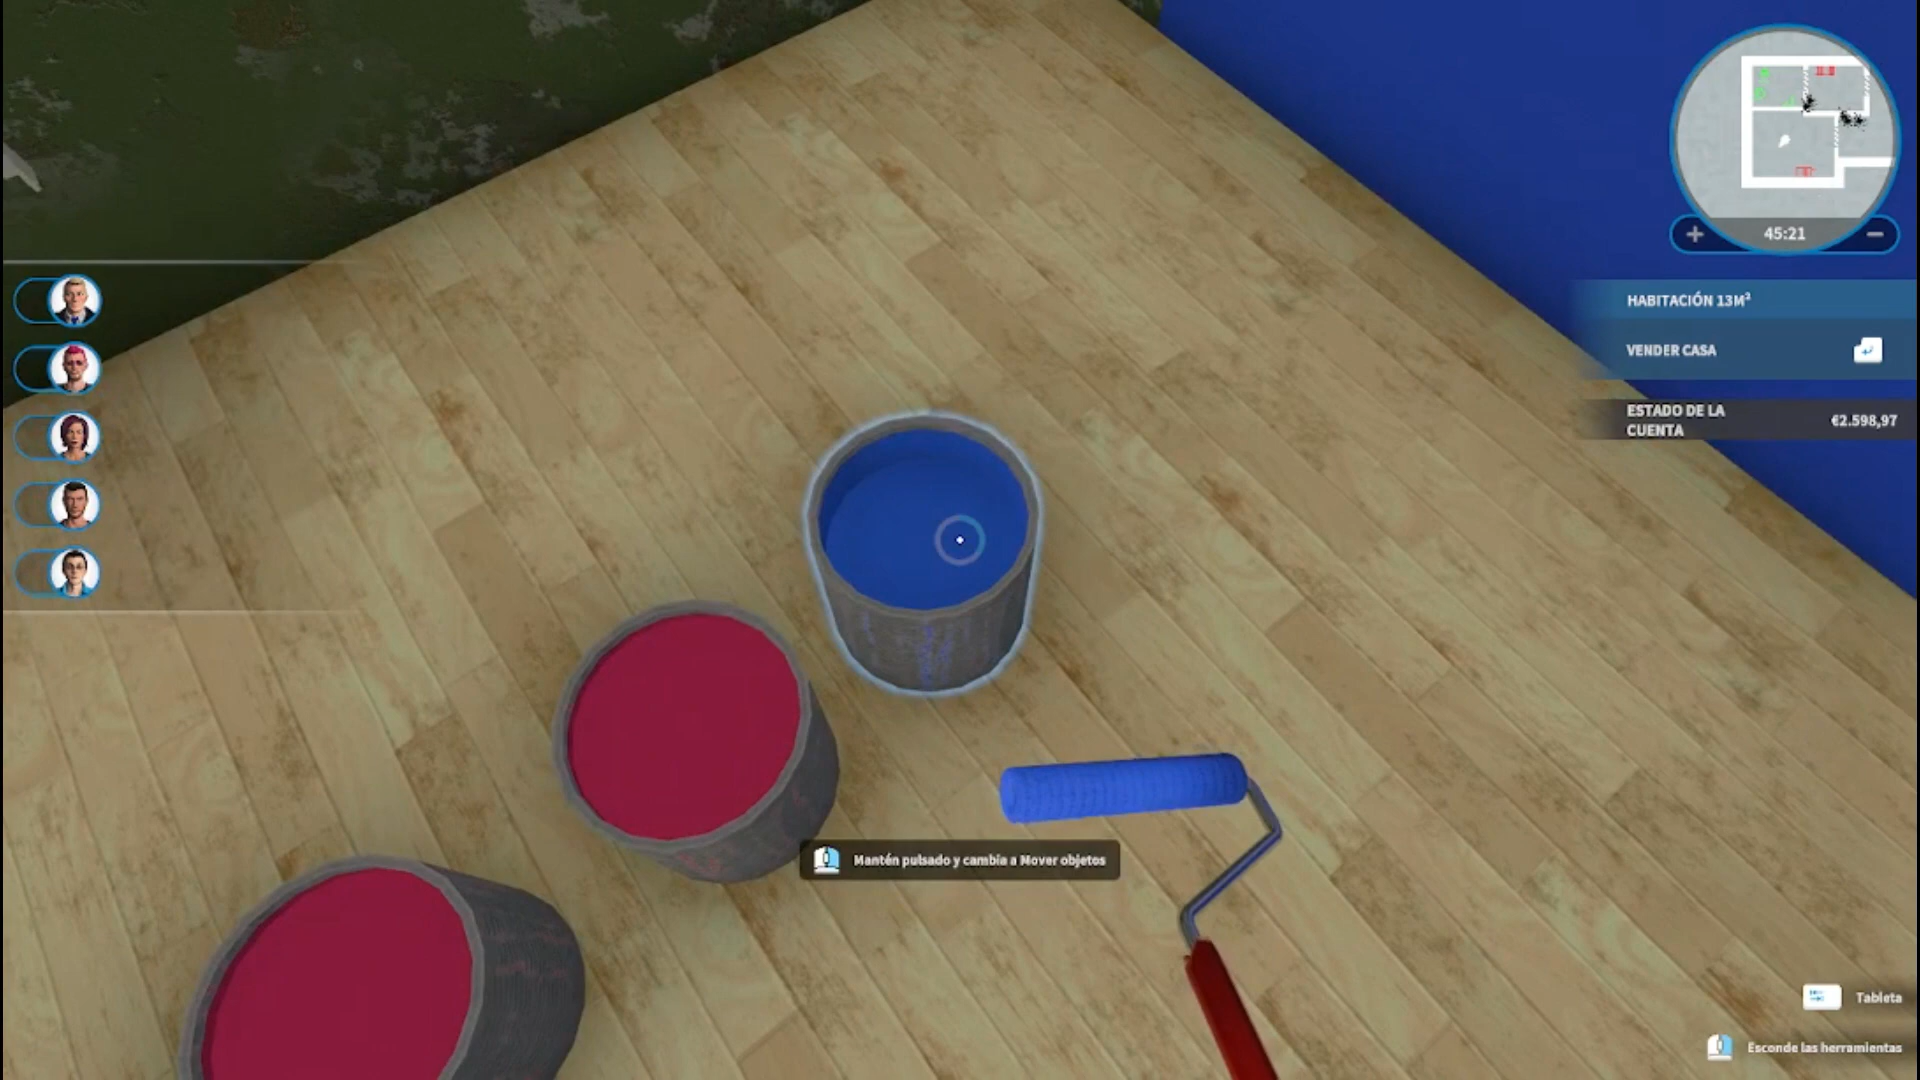 45:21
HABITACIÓN 13M²
VENDER CASA
ESTADO DE LA
CUENTA
€2.598,97
Mantén pulsado y cambia a Mover objetos
Tableta
Esconde las herramientas